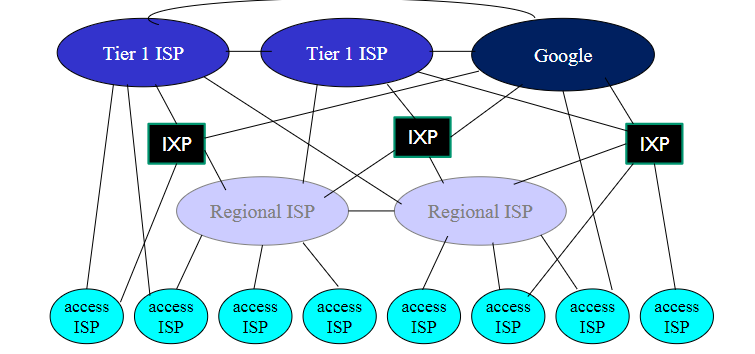 Tier 1 ISP
Tier 1 ISP
Google
IXP
IXP
IXP
Regional ISP
Regional ISP
access
ISP
access
ISP
access
ISP
access
ISP
access
ISP
access
ISP
access
ISP
access
ISP